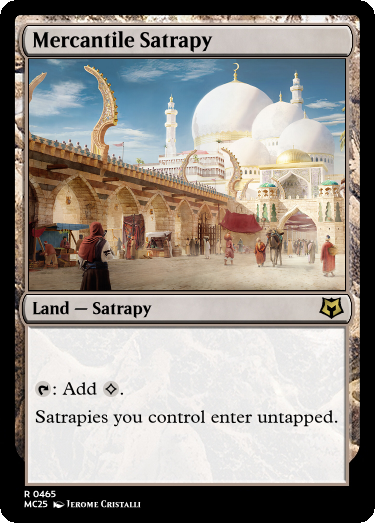 Mercantile Satrapy
Land — Satrapy
: Add .
Satrapies you control enter untapped.
R 0465
MC25 Jerome Cristalli